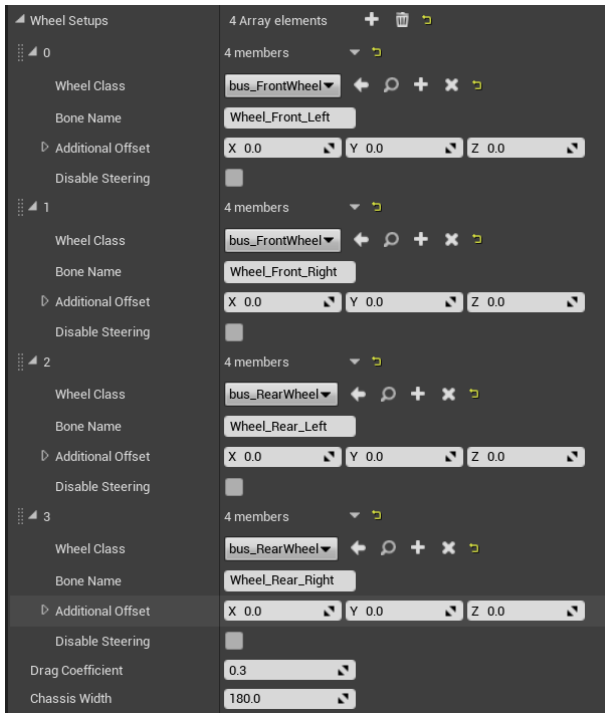 Wheel Setups 4 Array elements
0 4 members
Wheel Class bus_FrontWheel
Bone Name Wheel_Front_Left
Additional Offset X 0.0 Y 0.0 Z 0.0
Disable Steering
1 4 members
Wheel Class bus_FrontWheel
Bone Name Wheel_Front_Right
Additional Offset X 0.0 Y 0.0 Z 0.0
Disable Steering
2 4 members
Wheel Class bus_RearWheel
Bone Name Wheel_Rear_Left
Additional Offset X 0.0 Y 0.0 Z 0.0
Disable Steering
3 4 members
Wheel Class bus_RearWheel
Bone Name Wheel_Rear_Right
Additional Offset X 0.0 Y 0.0 Z 0.0
Disable Steering
Drag Coefficient 0.3
Chassis Width 180.0